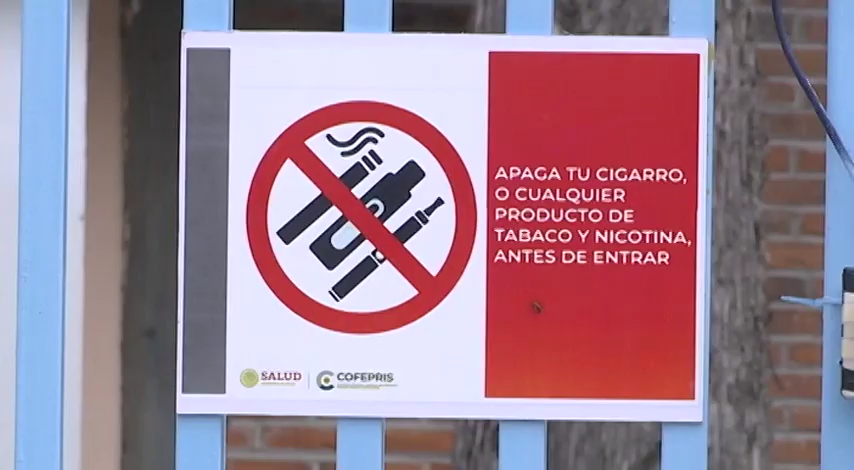 APAGA TU CIGARRO,
O CUALQUIER
PRODUCTO DE
TABACO Y NICOTINA,
ANTES DE ENTRAR
SALUD
COFEPRIS